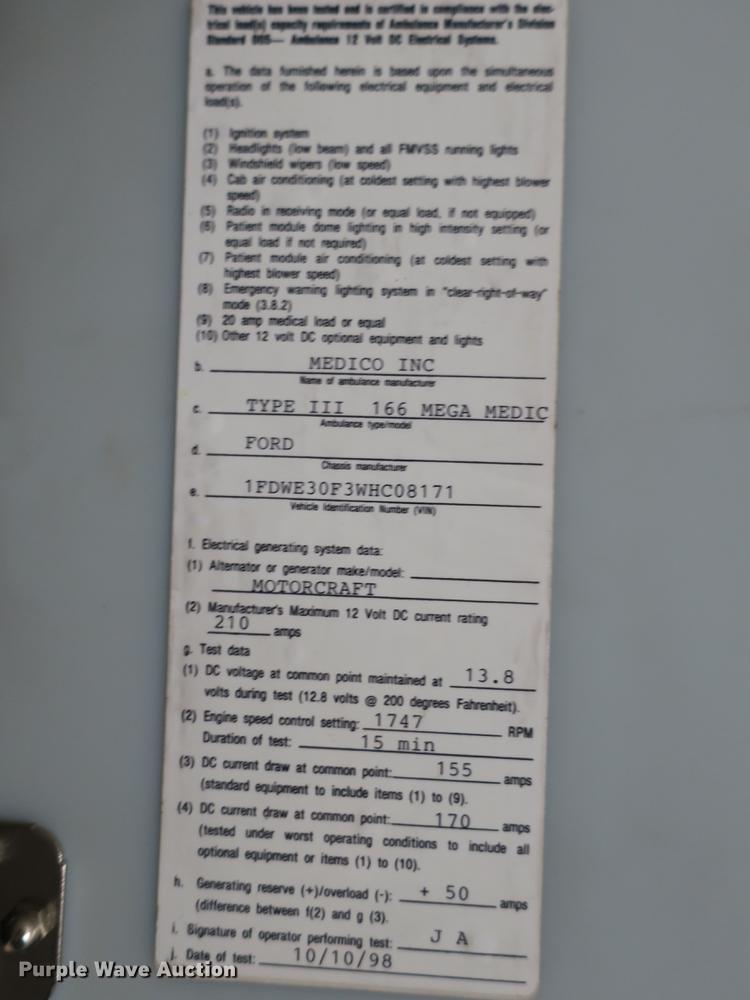 This vehicle has been tested and is certified in compliance with the elec-
trical load(s) capacity requirements of Ambulance Manufacturer's Division
Standard 005— Ambulance 12 Volt DC Electrical Systems.
a. The data furnished herein is based upon the simultaneous
operation of the following electrical equipment and electrical
load(s).
(1) Ignition system
(2) Headlights (low beam) and all FMVSS running lights
(3) Windshield wipers (low speed)
(4) Cab air conditioning (at coldest setting with highest blower
speed)
(5) Radio in receiving mode (or equal load, if not equipped)
(6) Patient module dome lighting in high intensity setting (or
equal load if not required)
(7) Patient module air conditioning (at coldest setting with
highest blower speed)
(8) Emergency warning lighting system in "clear-right-of-way"
mode (3.8.2)
(9) 20 amp medical load or equal
(10) Other 12 volt DC optional equipment and lights
b. MEDICO INC
Name of ambulance manufacturer
c. TYPE III 166 MEGA MEDIC
Ambulance type/model
d. FORD
Chassis manufacturer
e. 1FDWE30F3WHC08171
Vehicle Identification Number (VIN)
f. Electrical generating system data:
(1) Alternator or generator make/model:
MOTORCRAFT
(2) Manufacturer's Maximum 12 Volt DC current rating
210 amps
g. Test data
(1) DC voltage at common point maintained at 13.8
volts during test (12.8 volts @ 200 degrees Fahrenheit).
(2) Engine speed control setting: 1747 RPM
Duration of test: 15 min
(3) DC current draw at common point: 155 amps
(standard equipment to include items (1) to (9).
(4) DC current draw at common point: 170 amps
(tested under worst operating conditions to include all
optional equipment or items (1) to (10).
h. Generating reserve (+)/overload (-): + 50 amps
(difference between f(2) and g (3).
i. Signature of operator performing test: J A
j. Date of test: 10/10/98
Purple Wave Auction